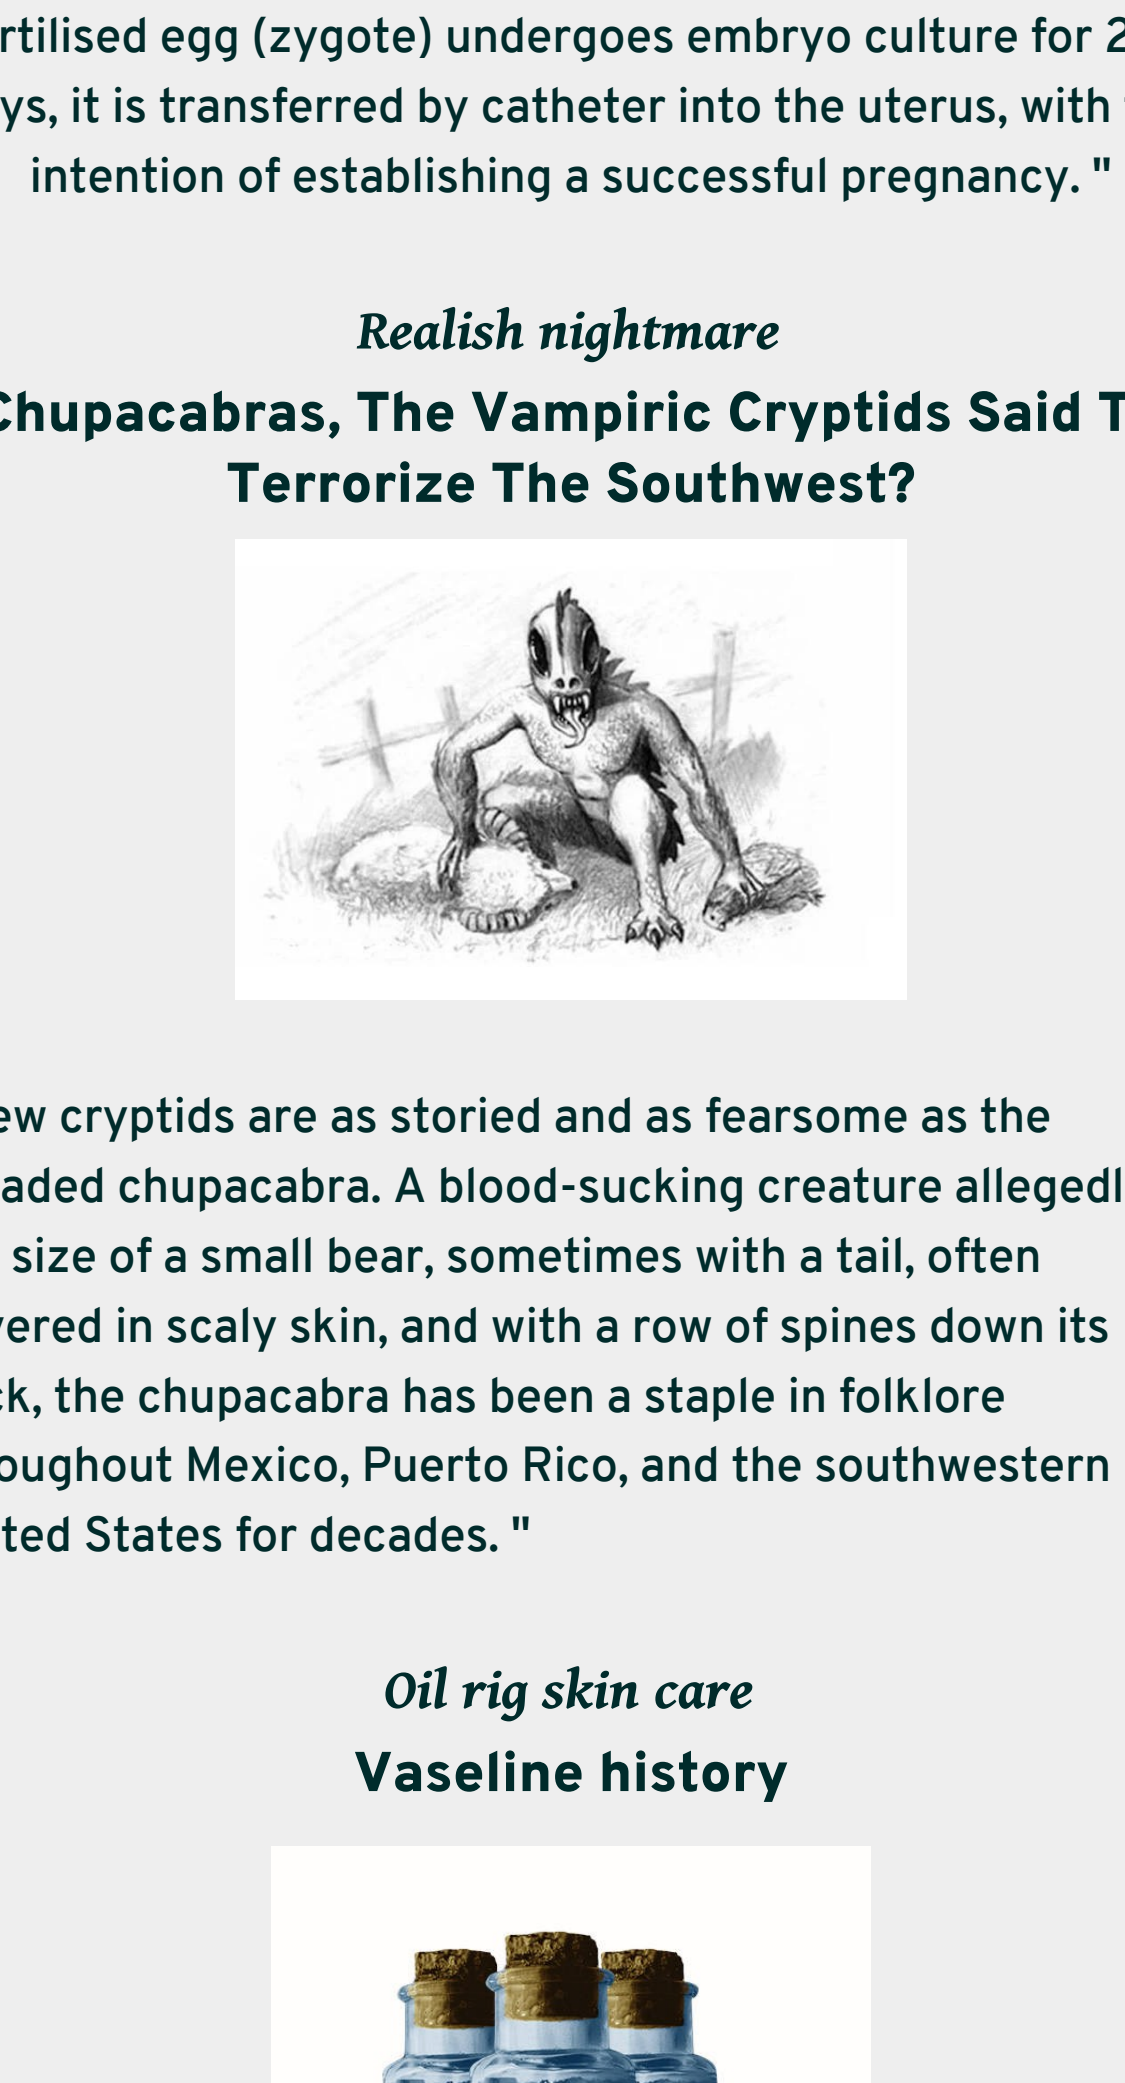 rtilised egg (zygote) undergoes embryo culture for 2
ys, it is transferred by catheter into the uterus, with
intention of establishing a successful pregnancy. "
Realish nightmare
Chupacabras, The Vampiric Cryptids Said T
Terrorize The Southwest?
ew cryptids are as storied and as fearsome as the
aded chupacabra. A blood-sucking creature allegedl
size of a small bear, sometimes with a tail, often
vered in scaly skin, and with a row of spines down its
ck, the chupacabra has been a staple in folklore
oughout Mexico, Puerto Rico, and the southwestern
ted States for decades. "
Oil rig skin care
Vaseline history